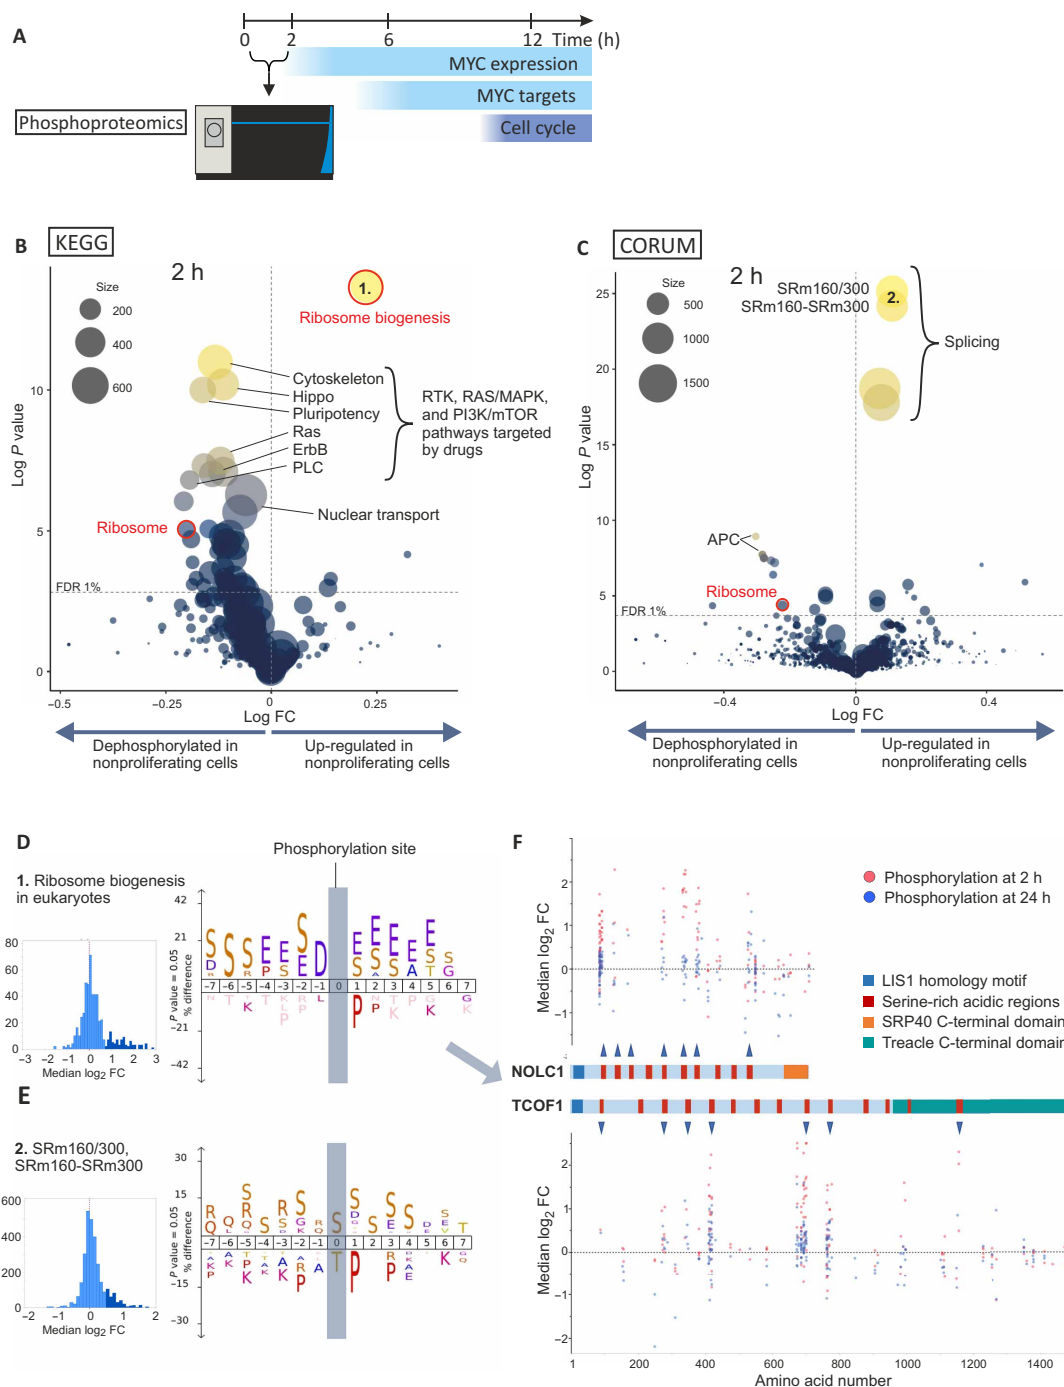 A
0 2 6 12 Time (h)
MYC expression
MYC targets
Cell cycle
Phosphoproteomics
B KEGG
2 h
Size
200
400
600
1.
Ribosome biogenesis
Cytoskeleton
Hippo
Pluripotency
Ras
ErbB
PLC
RTK, RAS/MAPK,
and PI3K/mTOR
pathways targeted
by drugs
Nuclear transport
Ribosome
FDR 1%
Log P value
10
5
0
−0.5 −0.25 0 0.25
Log FC
Dephosphorylated in
nonproliferating cells
Up-regulated in
nonproliferating cells
C CORUM
2 h
Size
500
1000
1500
SRm160/300
SRm160-SRm300
2.
Splicing
APC
Ribosome
FDR 1%
Log P value
25
20
15
10
5
0
−0.4 0 0.4
Log FC
Dephosphorylated in
nonproliferating cells
Up-regulated in
nonproliferating cells
D
Phosphorylation site
1. Ribosome biogenesis
in eukaryotes
80
60
40
20
0
−3 −2 −1 0 1 2 3
Median log2 FC
P value = 0.05
% difference
42
21
−21
−42
−7 −6 −5 −4 −3 −2 −1 0 1 2 3 4 5 6 7
E
2. SRm160/300,
SRm160-SRm300
600
400
200
0
−2 −1 0 1 2
Median log2 FC
P value = 0.05
% difference
30
15
−15
−30
−7 −6 −5 −4 −3 −2 −1 0 1 2 3 4 5 6 7
F
Median log2 FC
2
1
0
−1
Phosphorylation at 2 h
Phosphorylation at 24 h
LIS1 homology motif
Serine-rich acidic regions
SRP40 C-terminal domain
Treacle C-terminal domain
NOLC1
TCOF1
Median log2 FC
2
1
0
−1
−2
1 200 400 600 800 1000 1200 1400
Amino acid number